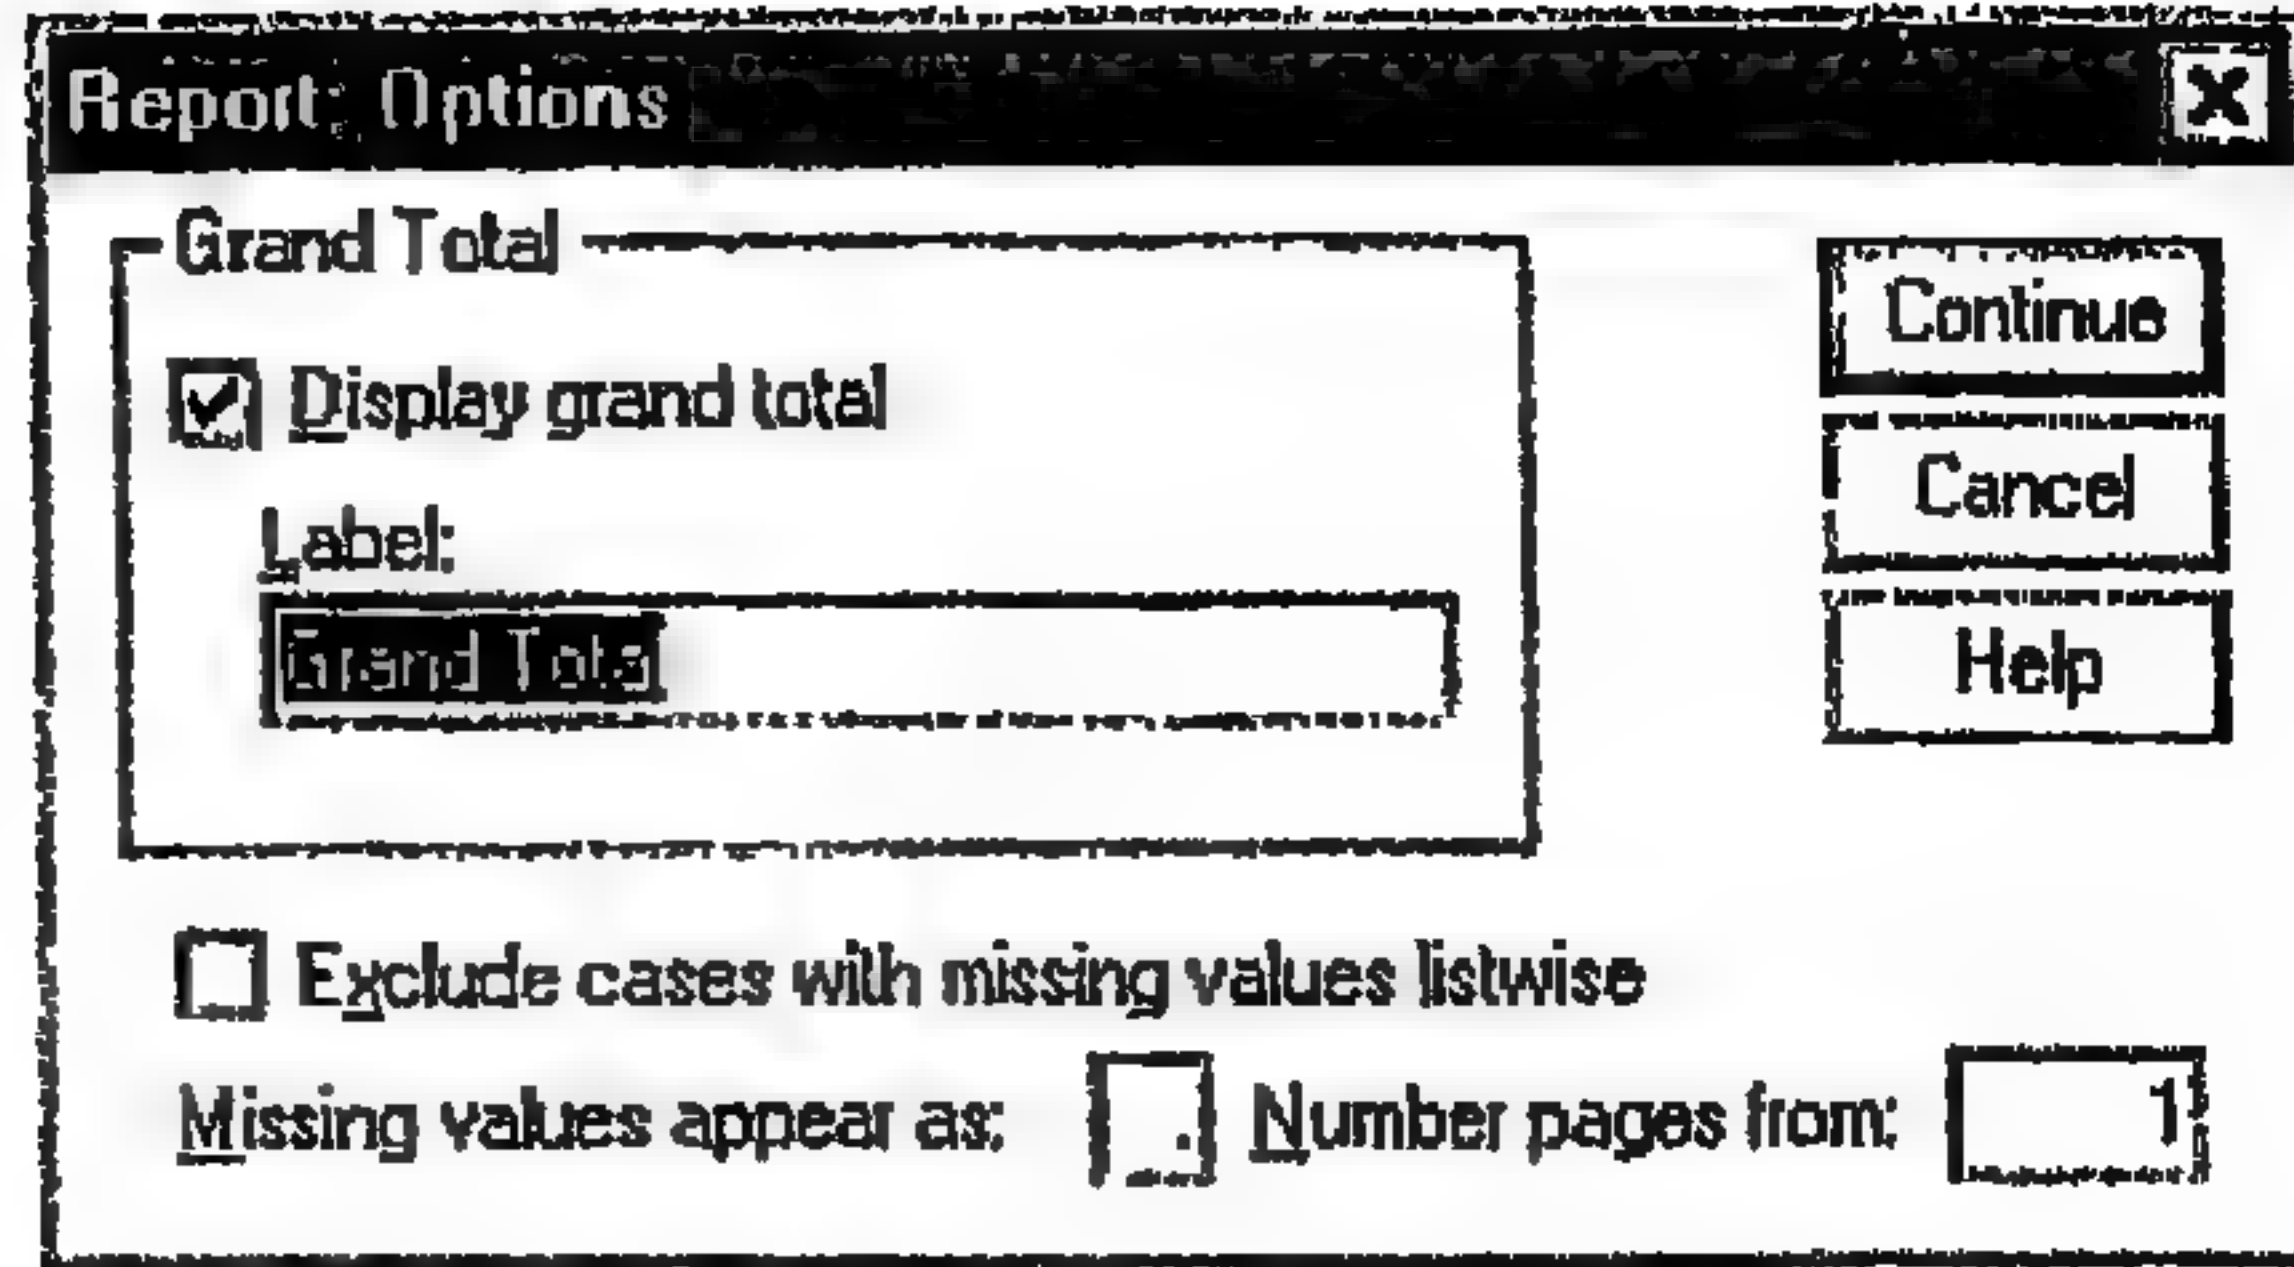 Report: Options
Grand Total
Display grand total
Label:
Grand Total
Exclude cases with missing values listwise
Missing values appear as: . Number pages from: 1
Continue
Cancel
Help